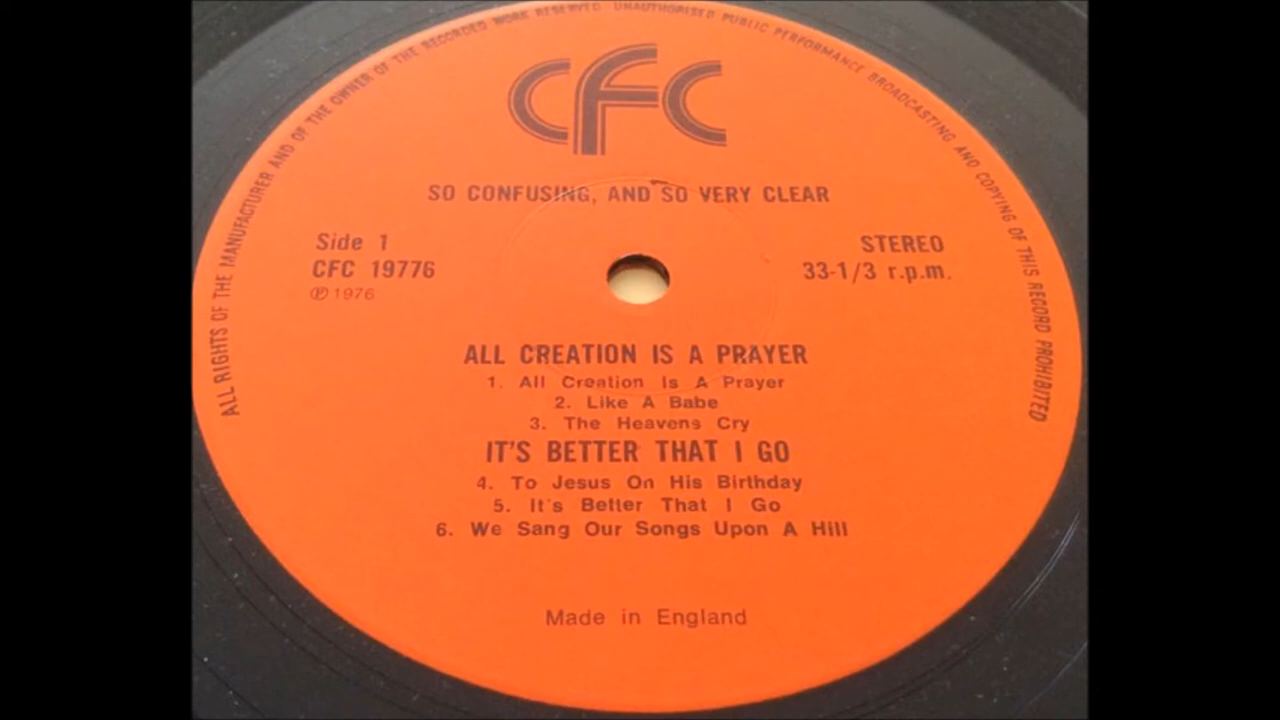 ALL RIGHTS OF THE MANUFACTURER AND OF THE OWNER OF THE RECORDED WORK RESERVED UNAUTHORISED PUBLIC PERFORMANCE BROADCASTING AND COPYING OF THIS RECORD PROHIBITED
CFC
SO CONFUSING, AND SO VERY CLEAR
Side 1
STEREO
CFC 19776
33-1/3 r.p.m.
℗ 1976
ALL CREATION IS A PRAYER
1. All Creation Is A Prayer
2. Like A Babe
3. The Heavens Cry
IT'S BETTER THAT I GO
4. To Jesus On His Birthday
5. It's Better That I Go
6. We Sang Our Songs Upon A Hill
Made in England